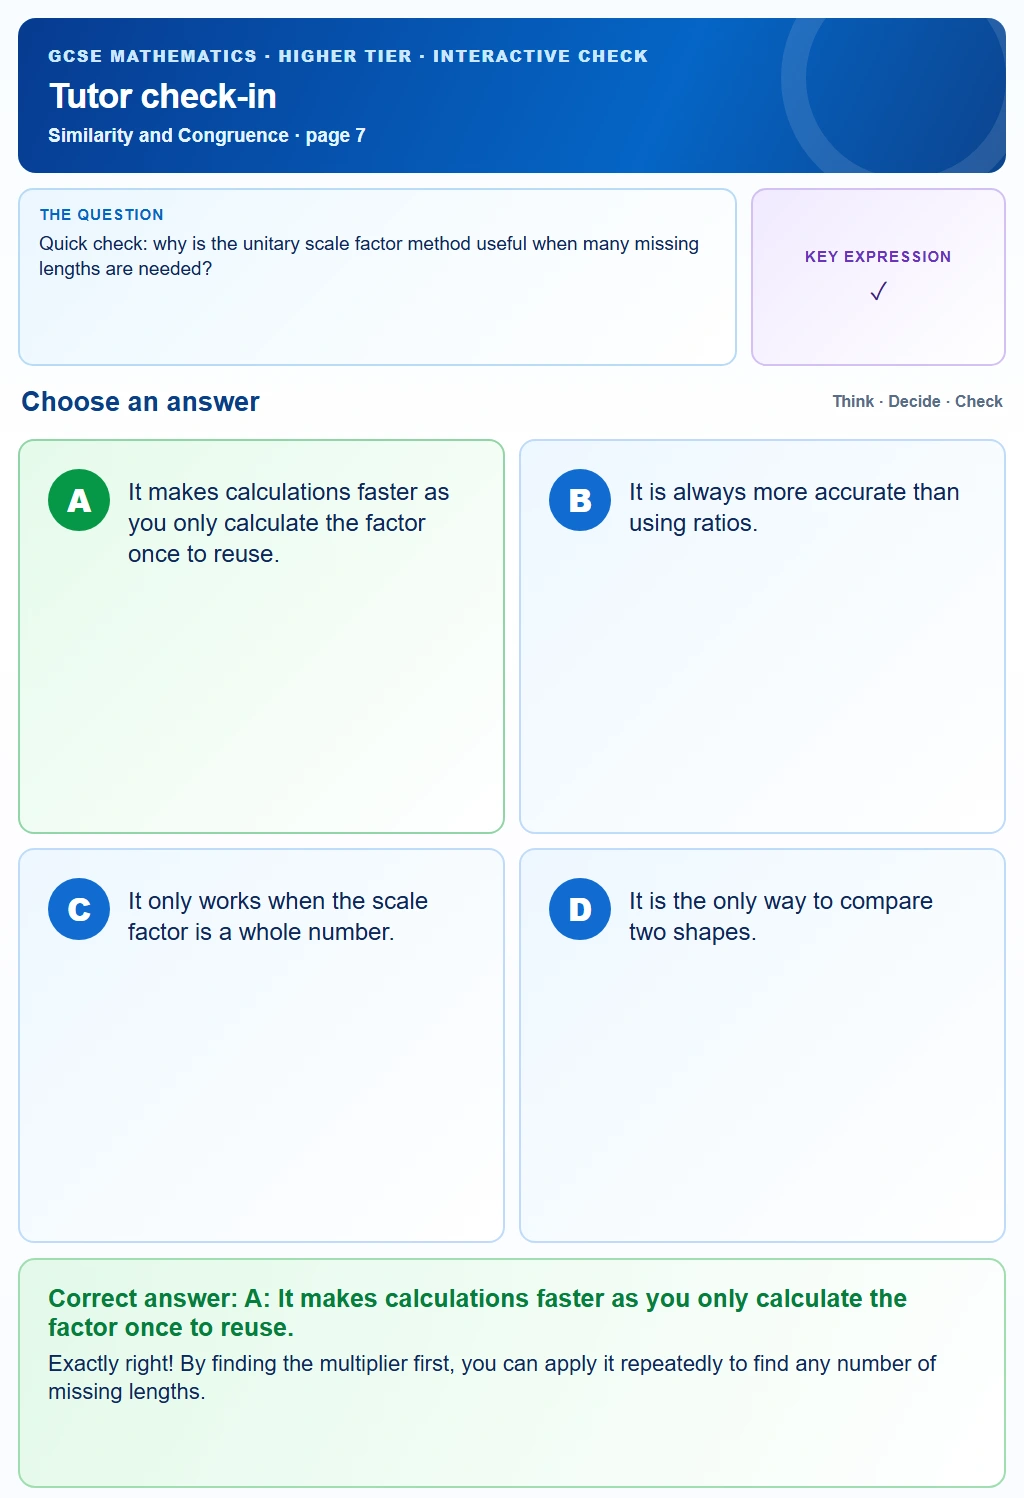 GCSE MATHEMATICS · HIGHER TIER · INTERACTIVE CHECK
Tutor check-in
Similarity and Congruence · page 7
THE QUESTION
Quick check: why is the unitary scale factor method useful when many missing
lengths are needed?
KEY EXPRESSION
✓
Choose an answer
Think · Decide · Check
A
It makes calculations faster as
you only calculate the factor
once to reuse.
B
It is always more accurate than
using ratios.
C
It only works when the scale
factor is a whole number.
D
It is the only way to compare
two shapes.
Correct answer: A: It makes calculations faster as you only calculate the
factor once to reuse.
Exactly right! By finding the multiplier first, you can apply it repeatedly to find any number of
missing lengths.